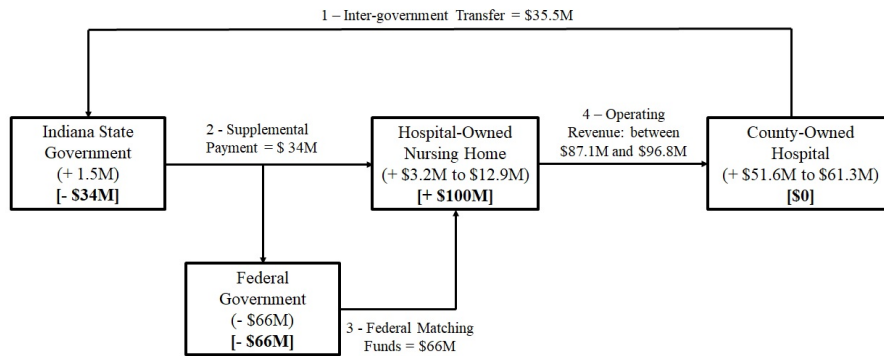 1 – Inter-government Transfer = $35.5M
Indiana State
Government
(+ 1.5M)
[- $34M]
2 - Supplemental
Payment = $ 34M
Hospital-Owned
Nursing Home
(+ $3.2M to $12.9M)
[+ $100M]
4 – Operating
Revenue: between
$87.1M and $96.8M
County-Owned
Hospital
(+ $51.6M to $61.3M)
[$0]
Federal
Government
(- $66M)
[- $66M]
3 - Federal Matching
Funds = $66M